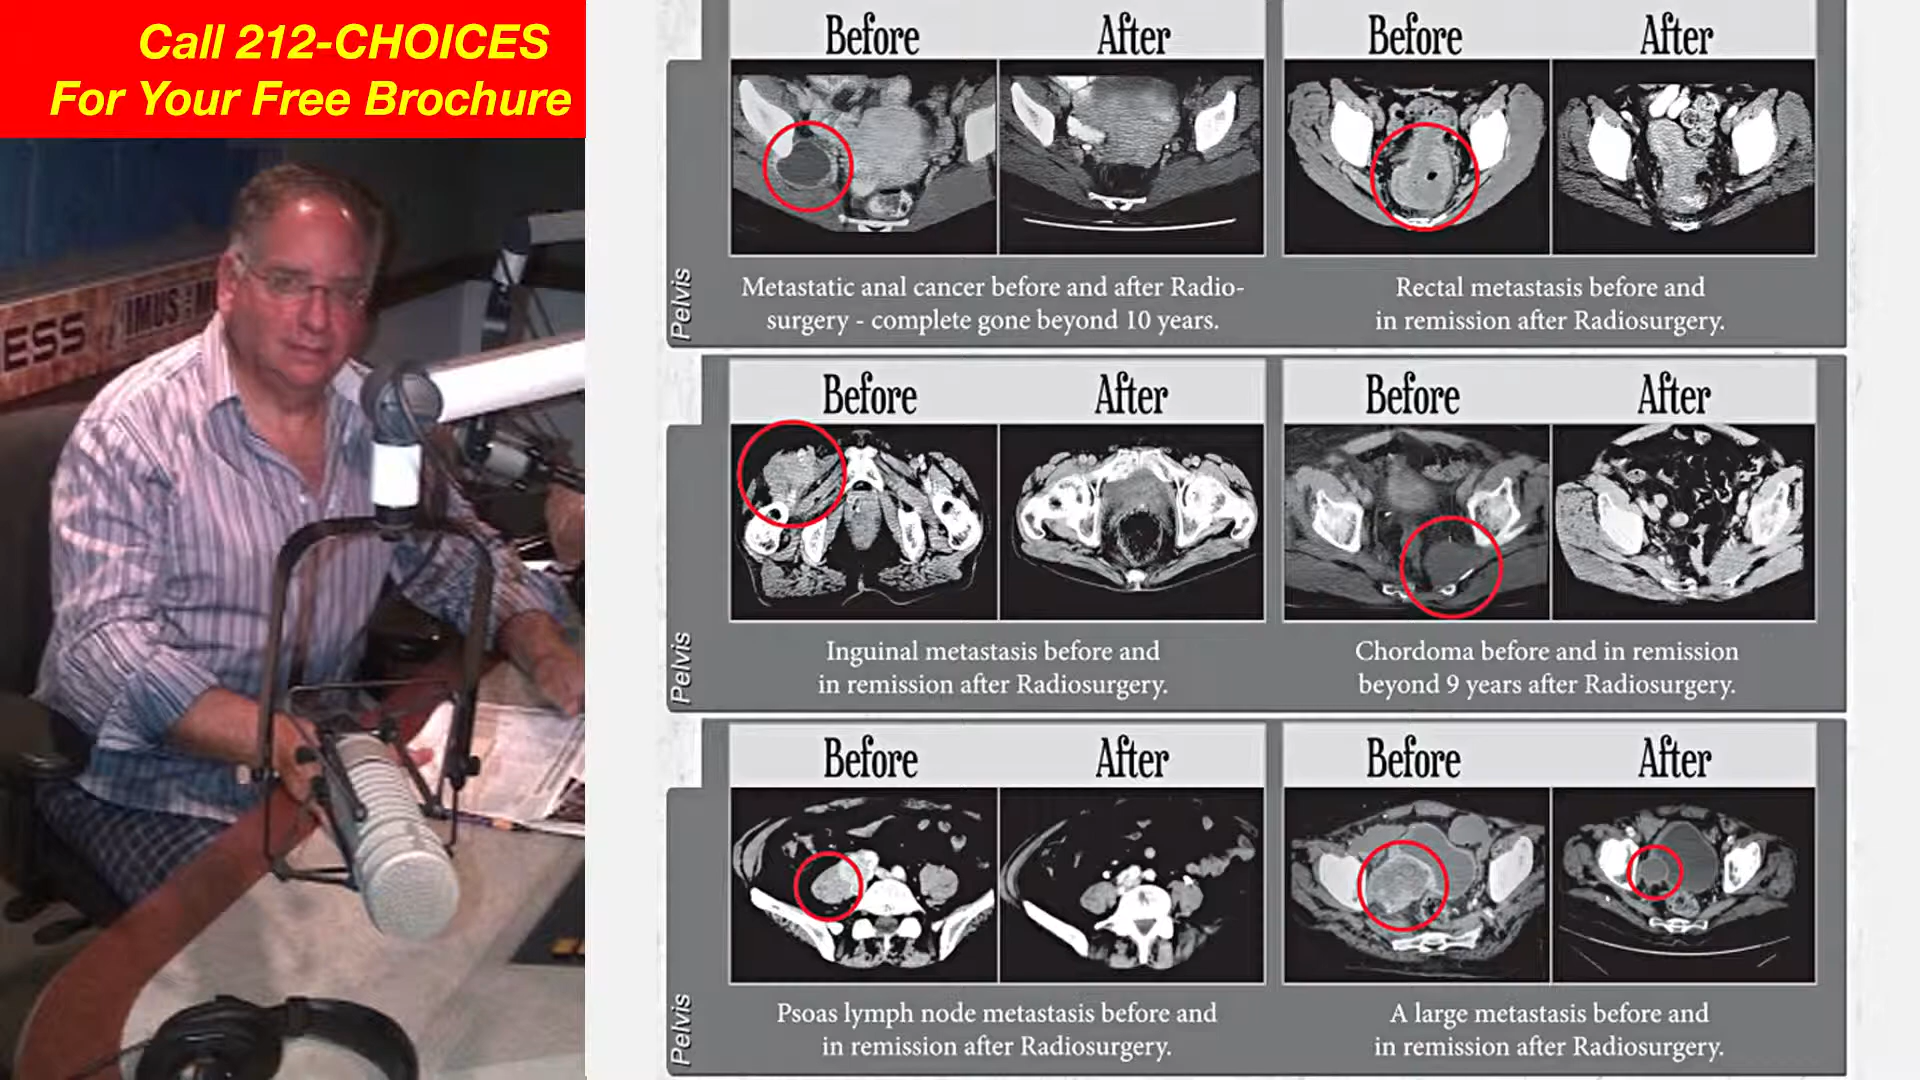 Call 212-CHOICES
For Your Free Brochure
ESS
IMUS
Before After
Before After
Pelvis
Metastatic anal cancer before and after Radio-
surgery - complete gone beyond 10 years.
Rectal metastasis before and
in remission after Radiosurgery.
Before After
Before After
Pelvis
Inguinal metastasis before and
in remission after Radiosurgery.
Chordoma before and in remission
beyond 9 years after Radiosurgery.
Before After
Before After
Pelvis
Psoas lymph node metastasis before and
in remission after Radiosurgery.
A large metastasis before and
in remission after Radiosurgery.